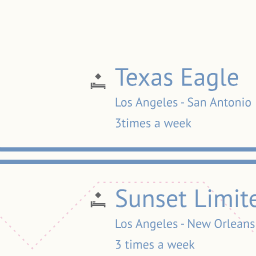 Texas Eagle
Los Angeles - San Antonio
3times a week
Sunset Limite
Los Angeles - New Orleans
3 times a week